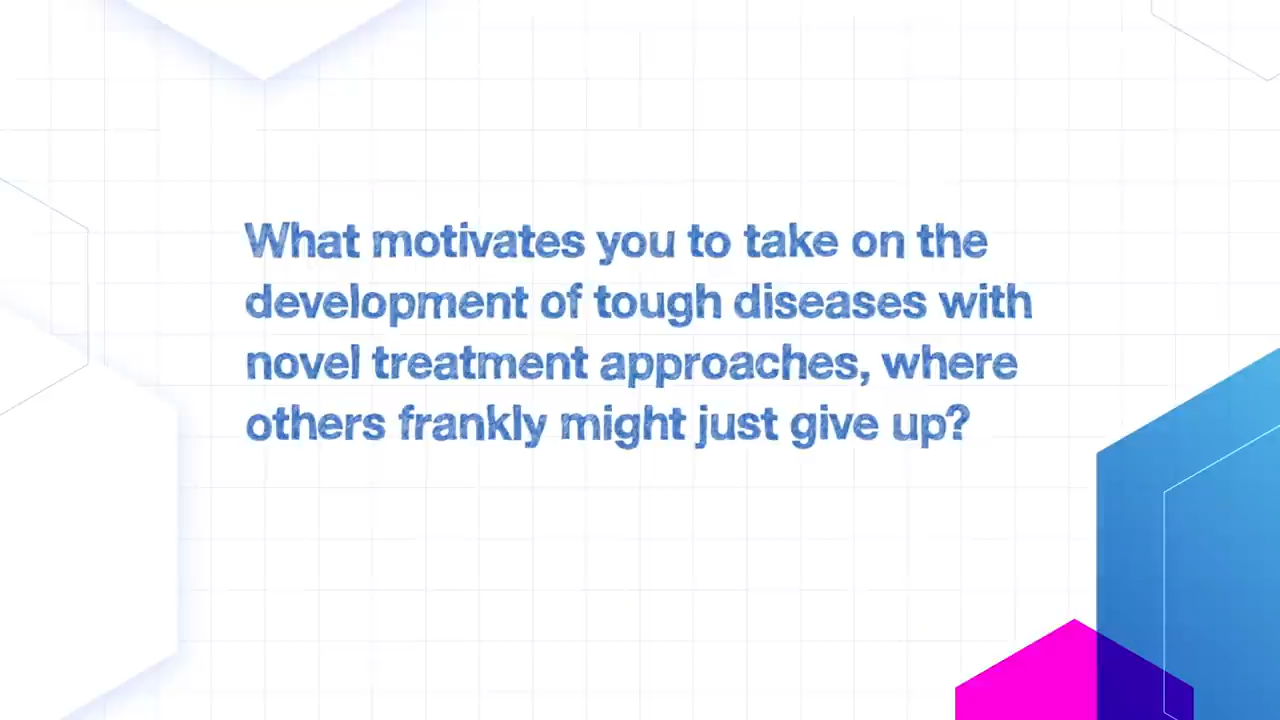 What motivates you to take on the
development of tough diseases with
novel treatment approaches, where
others frankly might just give up?